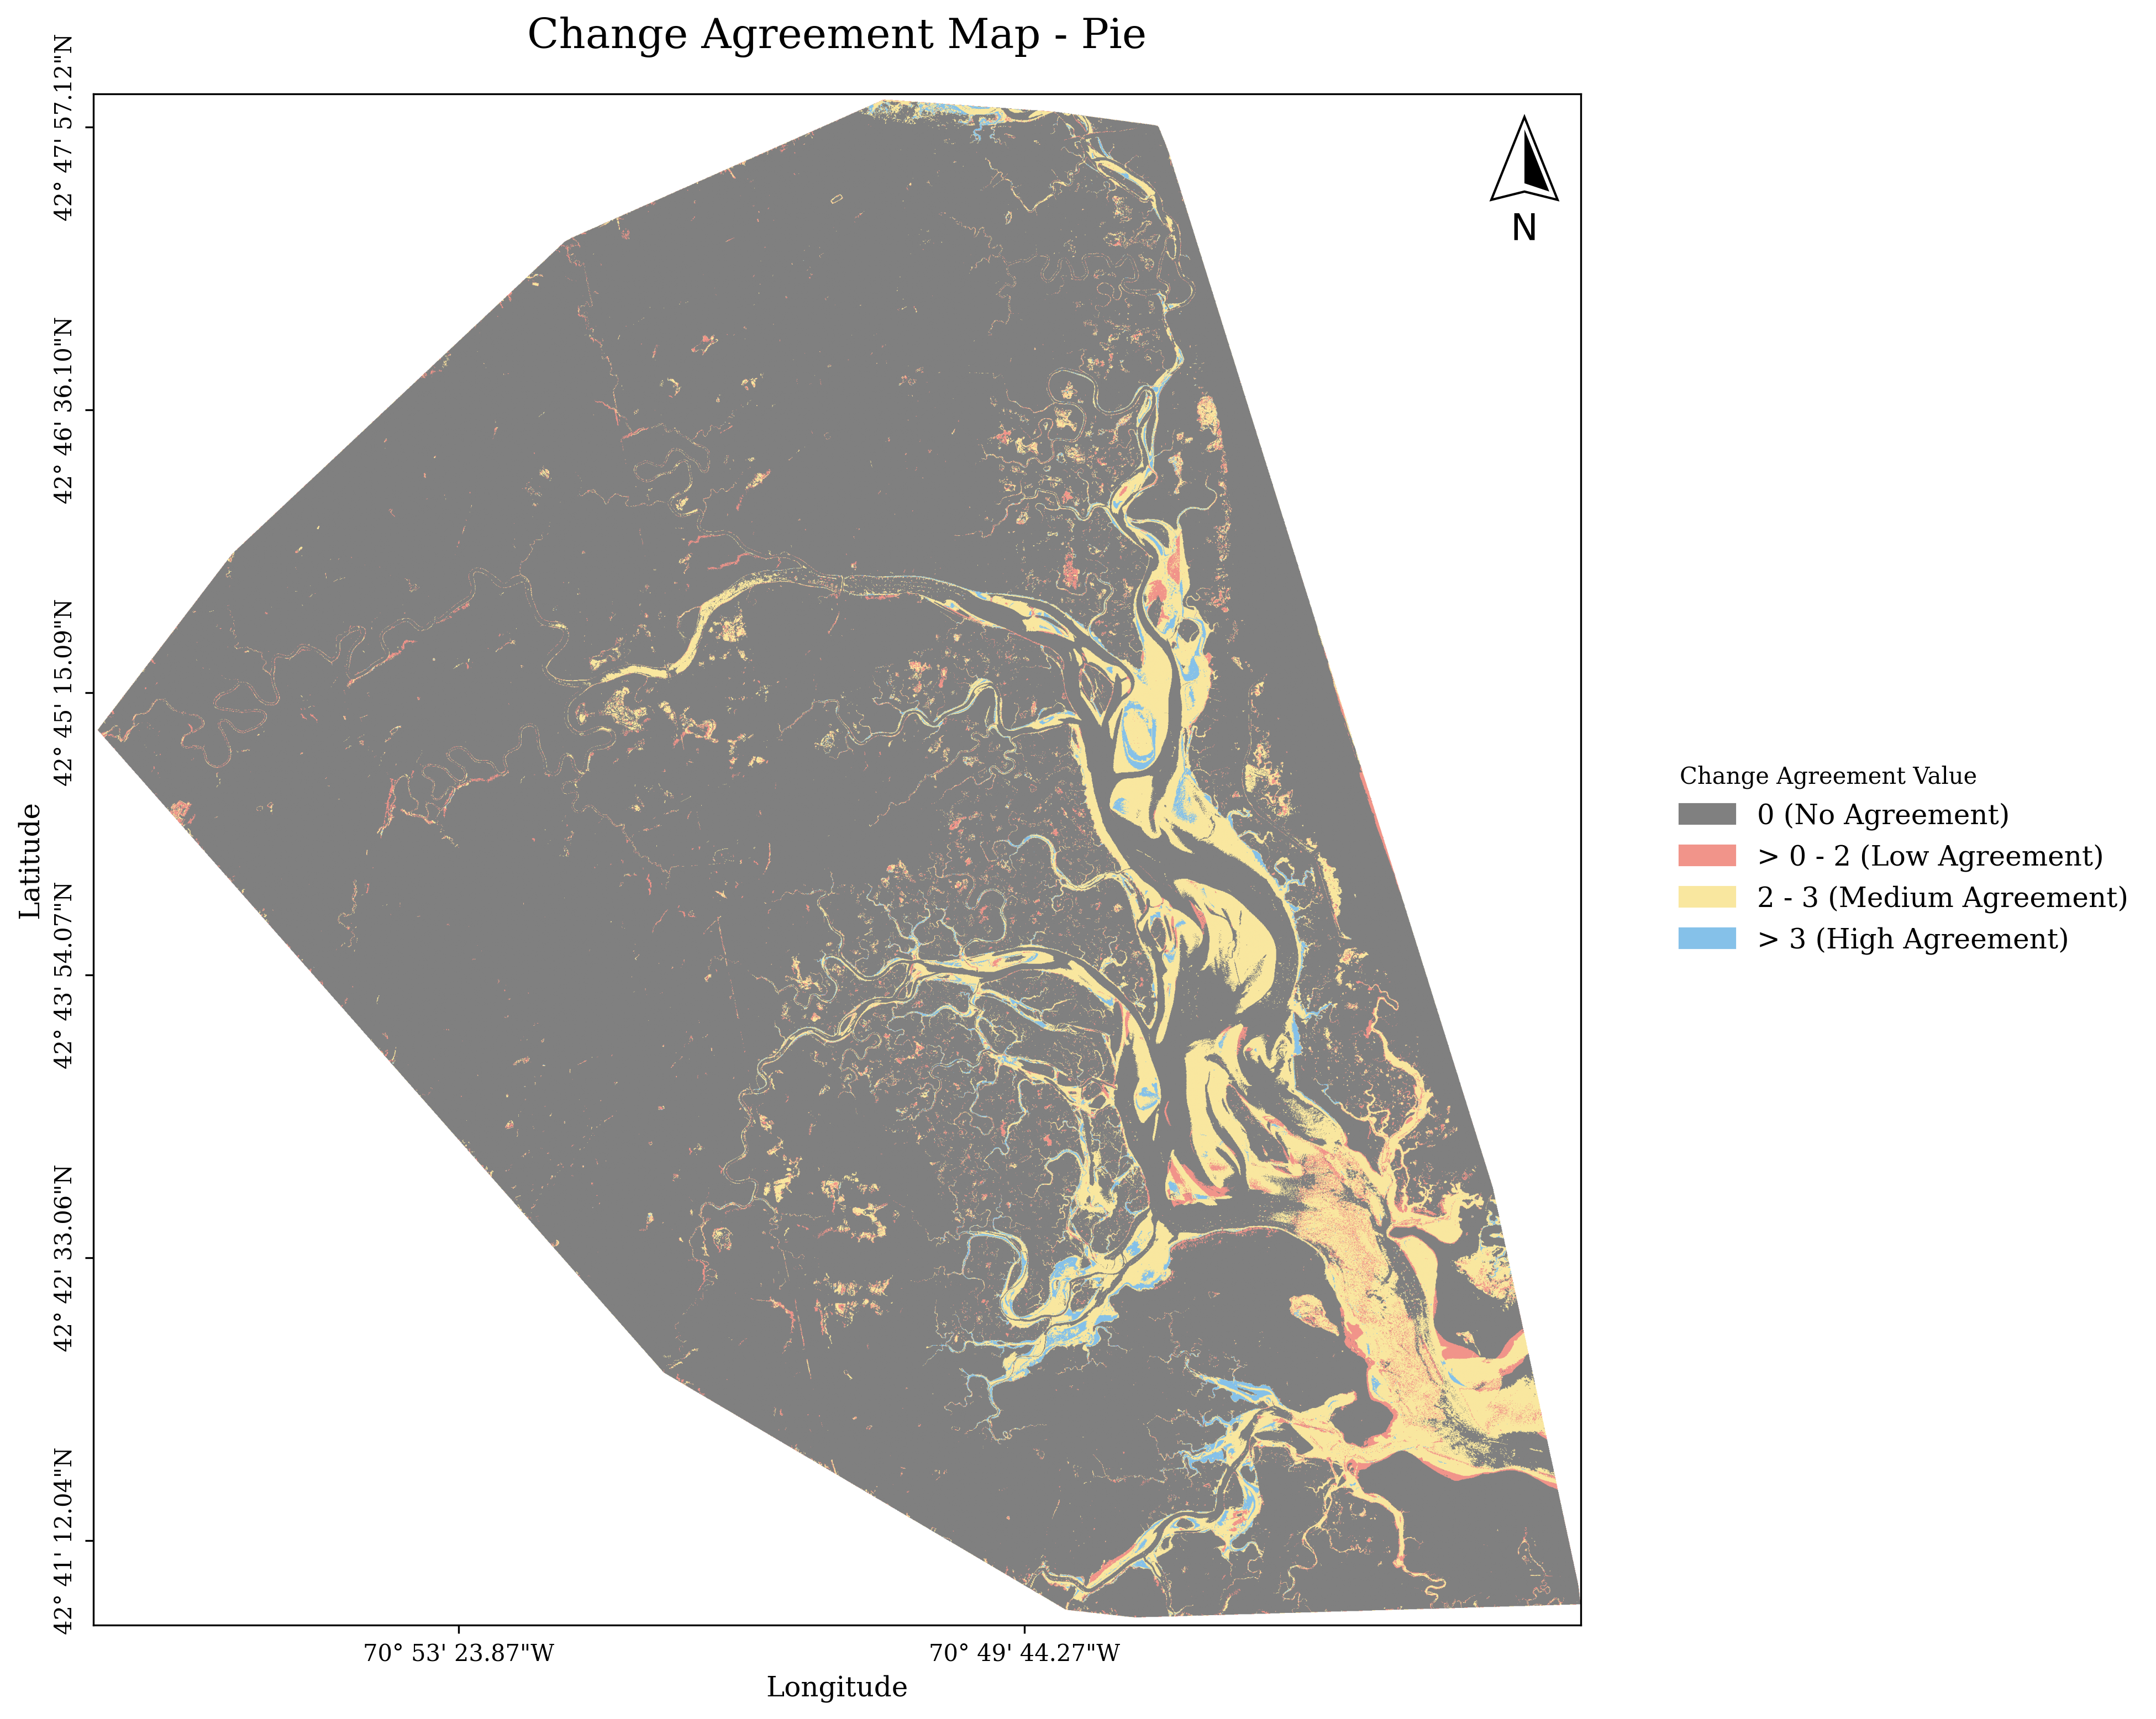 Change Agreement Map - Pie
N
42° 47' 57.12"N
42° 46' 36.10"N
42° 45' 15.09"N
42° 43' 54.07"N
42° 42' 33.06"N
42° 41' 12.04"N
Latitude
70° 53' 23.87"W
70° 49' 44.27"W
Longitude
Change Agreement Value
0 (No Agreement)
> 0 - 2 (Low Agreement)
2 - 3 (Medium Agreement)
> 3 (High Agreement)